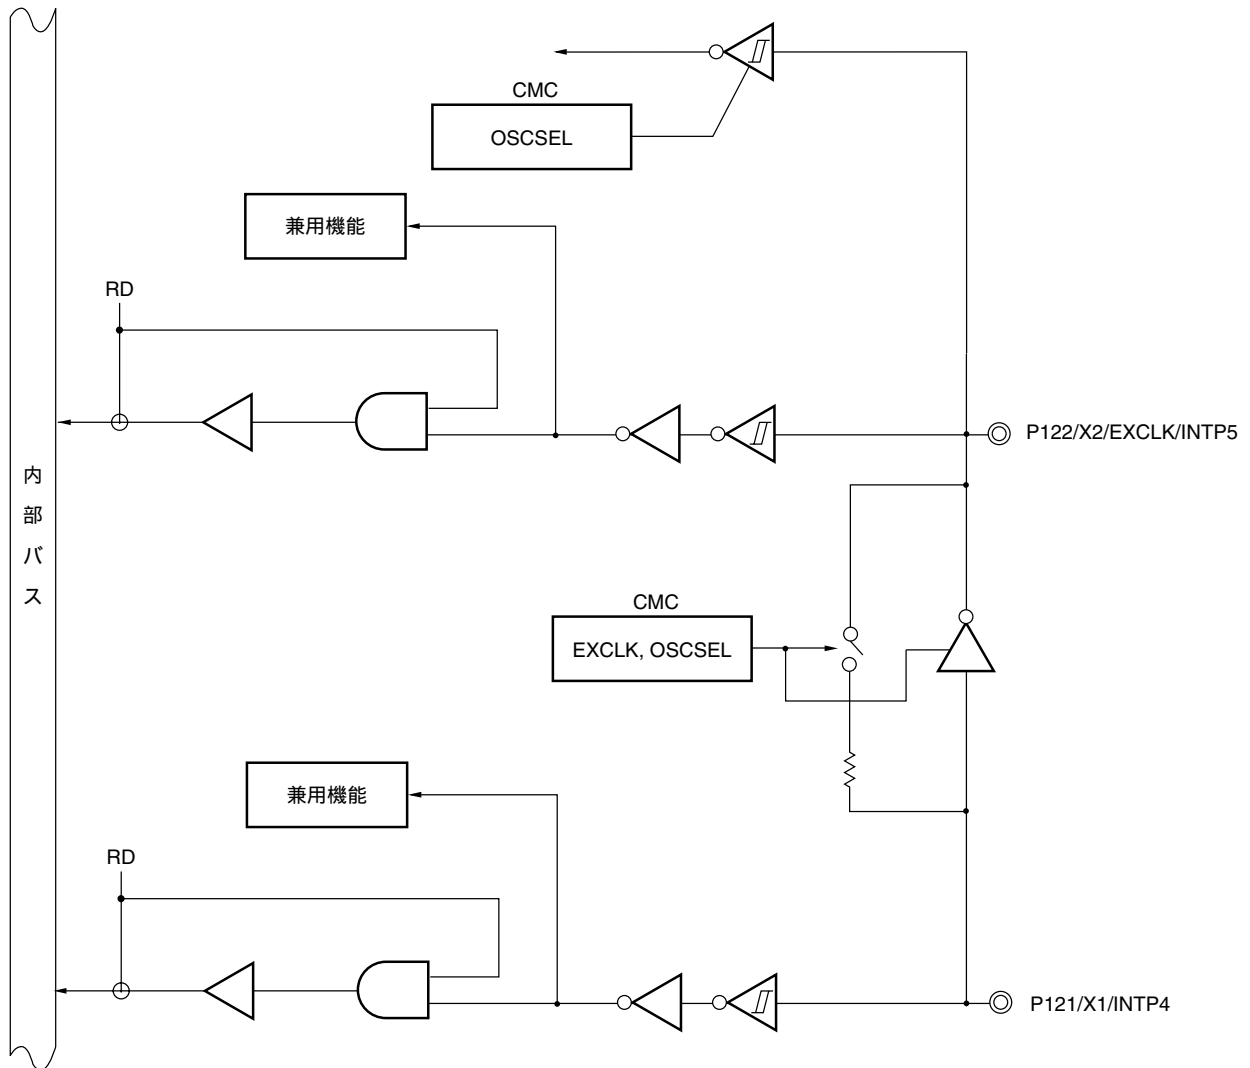 CMC
OSCSEL
兼用機能
RD
P122/X2/EXCLK/INTP5
内部バス
CMC
EXCLK, OSCSEL
兼用機能
RD
P121/X1/INTP4